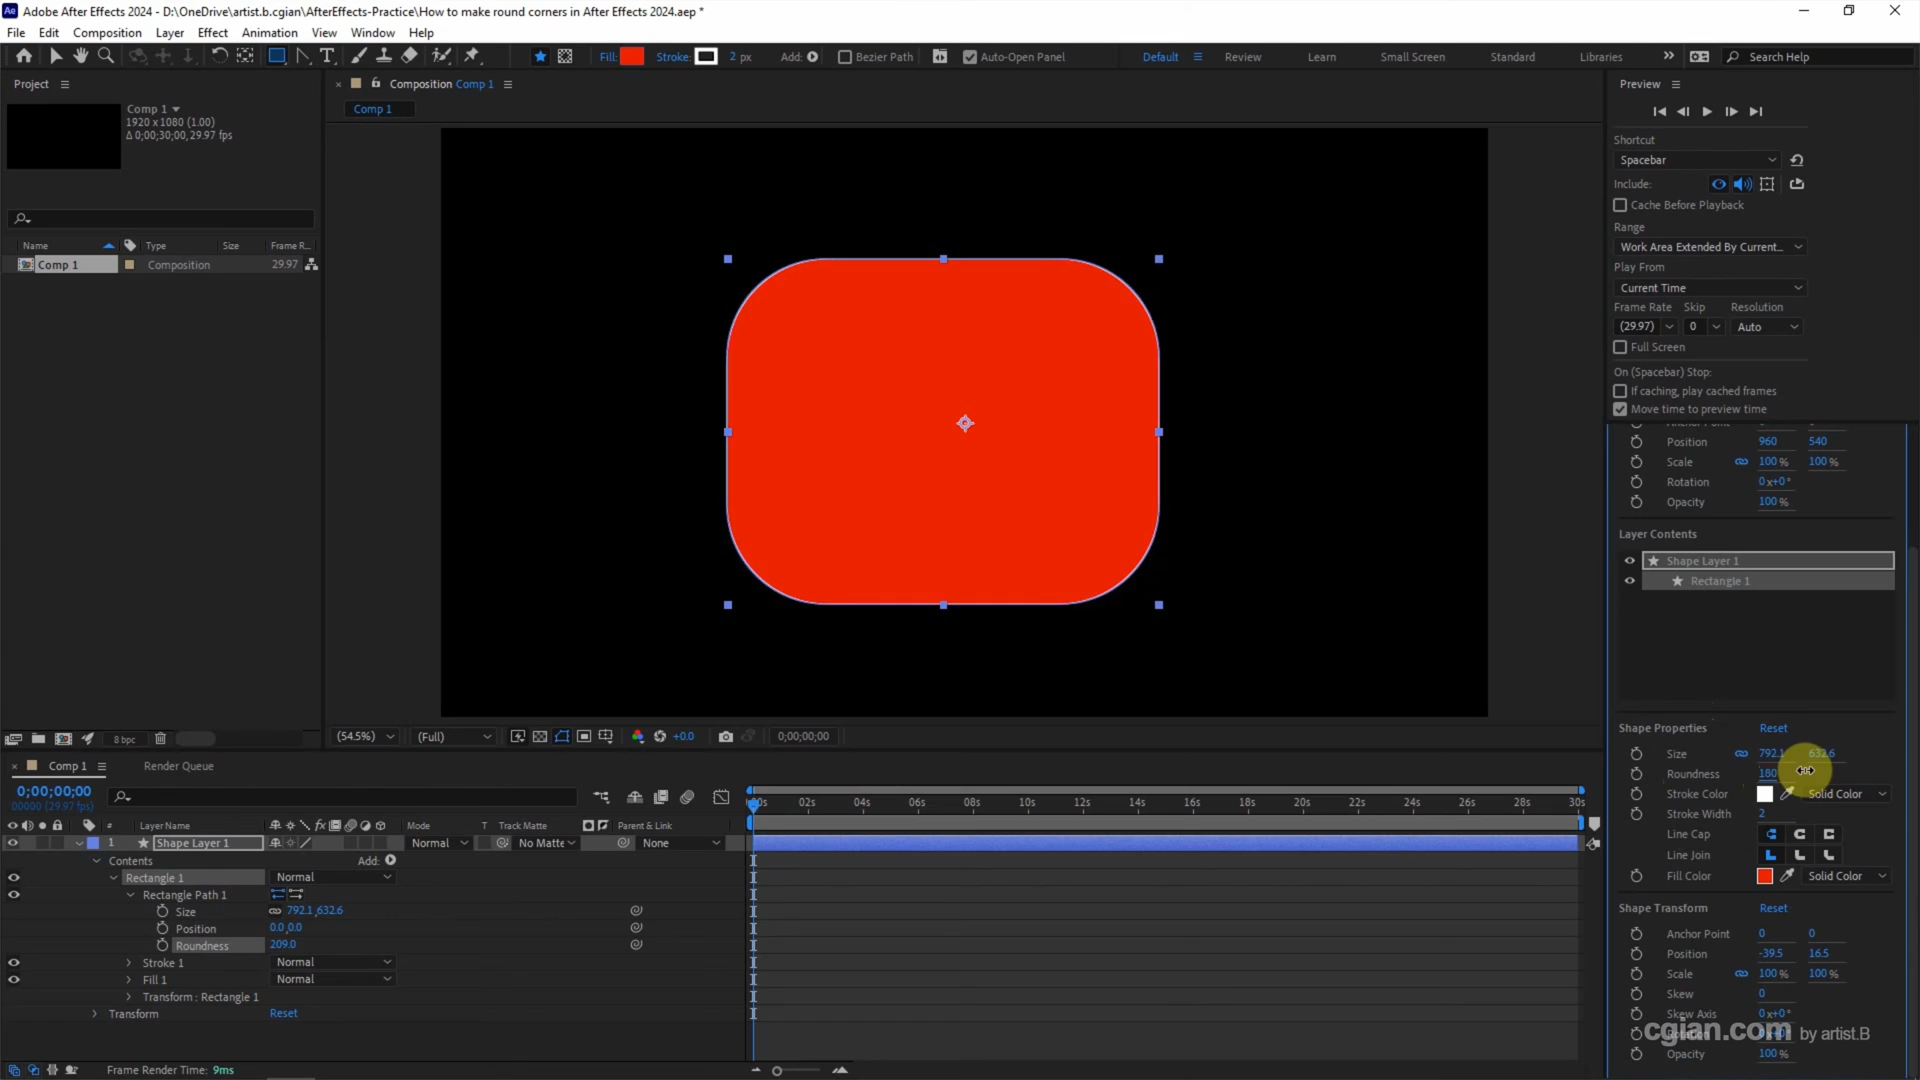 Adobe After Effects 2024 - D:\OneDrive\artist.b.cgian\AfterEffects-Practice\How to make round corners in After Effects 2024.aep *
File Edit Composition Layer Effect Animation View Window Help
Fill: Stroke: 2 px Add: Bezier Path Auto-Open Panel Default Review Learn Small Screen Standard Libraries Search Help
Project
Comp 1
1920 x 1080 (1.00)
Δ 0;00;30;00, 29.97 fps
Name Type Size Frame R...
Comp 1 Composition 29.97
8 bpc
Composition Comp 1
Comp 1
(54.5%) (Full) +0.0 0;00;00;00
Preview
Shortcut
Spacebar
Include:
Cache Before Playback
Range
Work Area Extended By Current...
Play From
Current Time
Frame Rate Skip Resolution
(29.97) 0 Auto
Full Screen
On (Spacebar) Stop:
If caching, play cached frames
Move time to preview time
Position 960 540
Scale 100 % 100 %
Rotation 0 x+0 °
Opacity 100 %
Layer Contents
Shape Layer 1
Rectangle 1
Shape Properties Reset
Size 792.1 632.6
Roundness 180
Stroke Color Solid Color
Stroke Width 2
Line Cap
Line Join
Fill Color Solid Color
Shape Transform Reset
Anchor Point 0 0
Position -39.5 16.5
Scale 100 % 100 %
Skew 0
Skew Axis 0 x+0 °
Rotation 0 x+0 °
Opacity 100 %
cgian.com by artist.B
Comp 1 Render Queue
0;00;00;00
00000 (29.97 fps)
02s 04s 06s 08s 10s 12s 14s 16s 18s 20s 22s 24s 26s 28s 30s
# Layer Name Mode T Track Matte Parent & Link
1 Shape Layer 1 Normal No Matte None
Contents Add:
Rectangle 1 Normal
Rectangle Path 1
Size 792.1,632.6
Position 0.0,0.0
Roundness 209.0
Stroke 1 Normal
Fill 1 Normal
Transform : Rectangle 1
Transform Reset
Frame Render Time: 9ms